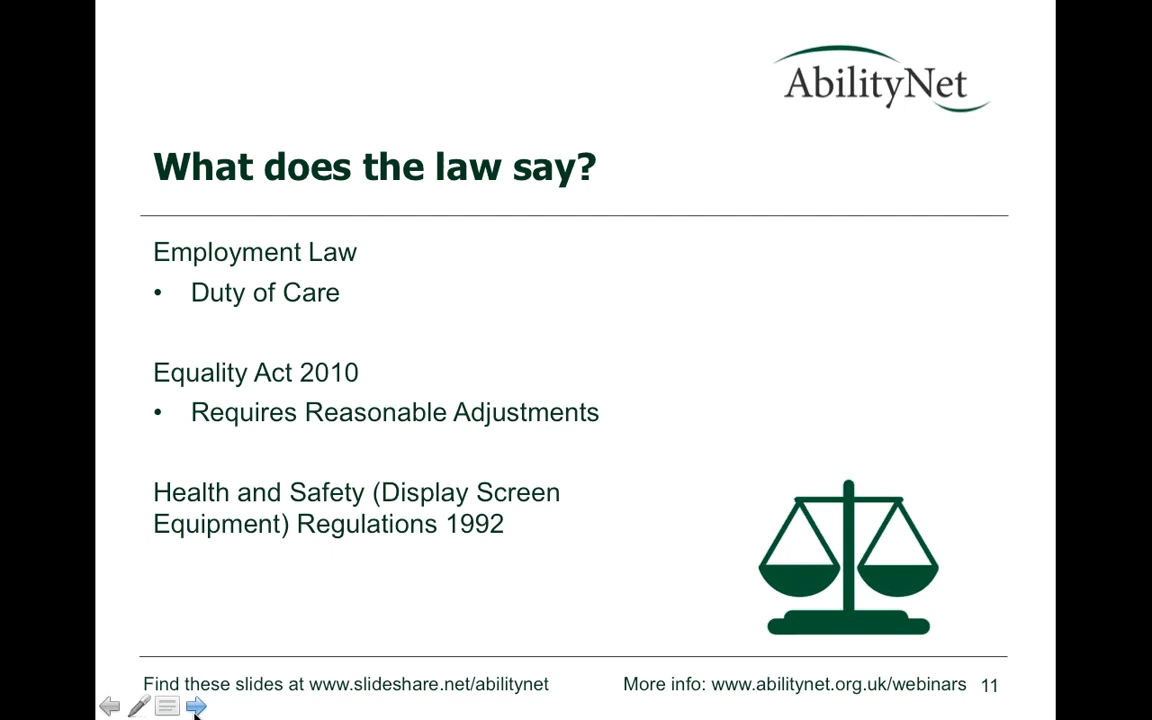 AbilityNet
What does the law say?
Employment Law
• Duty of Care
Equality Act 2010
• Requires Reasonable Adjustments
Health and Safety (Display Screen
Equipment) Regulations 1992
Find these slides at www.slideshare.net/abilitynet
More info: www.abilitynet.org.uk/webinars 11